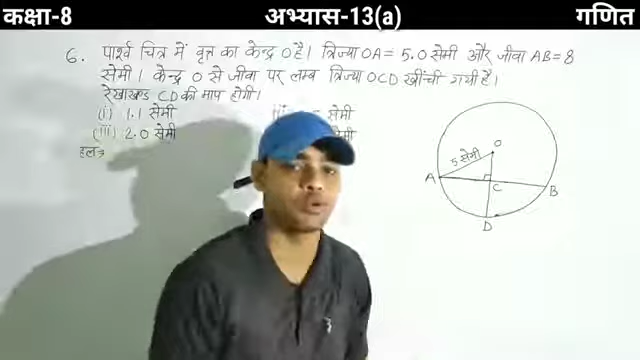 कक्षा-8 अभ्यास-13(a) गणित
6. पार्श्व चित्र में वृत्त का केन्द्र O है। त्रिज्या OA = 5.0 सेमी और जीवा AB = 8
सेमी। केन्द्र O से जीवा पर लम्ब त्रिज्या OCD खींची गयी है।
रेखाखण्ड CD की माप होगी।
(i) 1.1 सेमी सेमी
(iii) 2.0 सेमी सेमी
हल→
O
5 सेमी
A C B
D